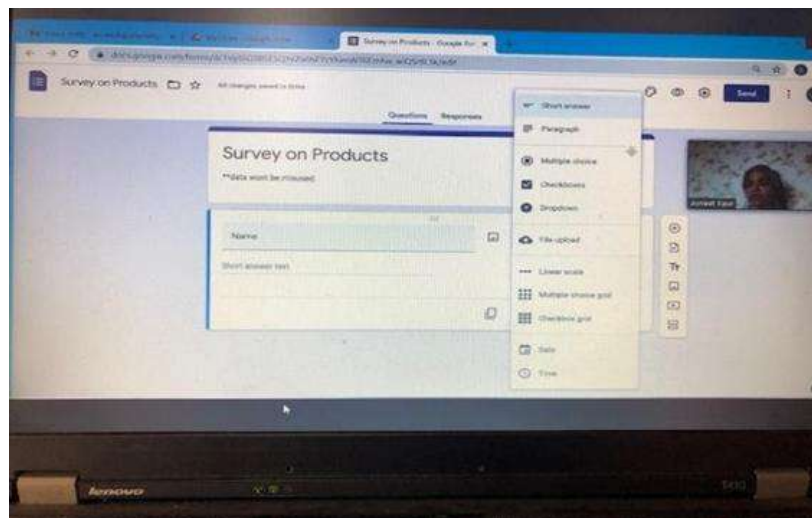 Survey on Products - Google For
Survey on Products
All changes saved in Drive
Send
Questions Responses
Survey on Products
**data wont be misused
Name
Short answer text
Short answer
Paragraph
Multiple choice
Checkboxes
Dropdown
File upload
Linear scale
Multiple choice grid
Checkbox grid
Date
Time
Tr
Kaur
lenovo